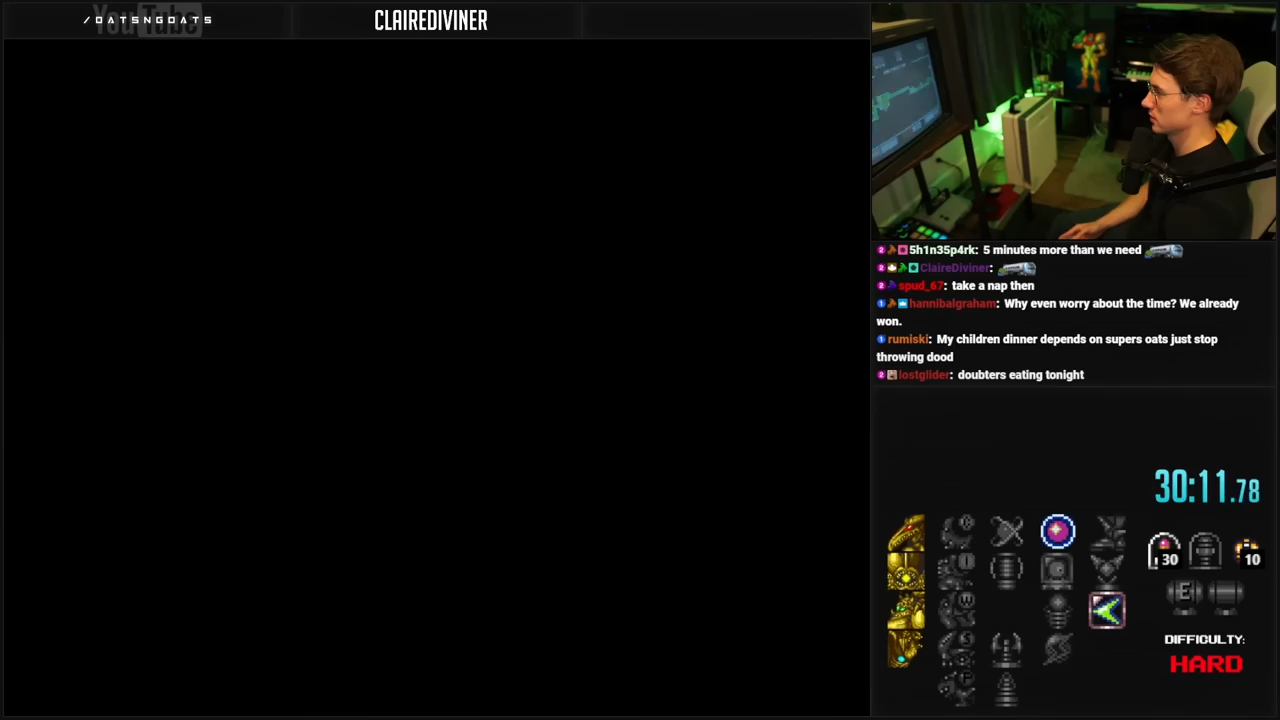 YouTube
/OATSNGOATS
CLAIREDIVINER
5h1n35p4rk: 5 minutes more than we need
ClaireDiviner:
spud_67: take a nap then
hannibalgraham: Why even worry about the time? We already
won.
rumiski: My children dinner depends on supers oats just stop
throwing dood
lostglider: doubters eating tonight
30:11.78
30
10
E
DIFFICULTY:
HARD